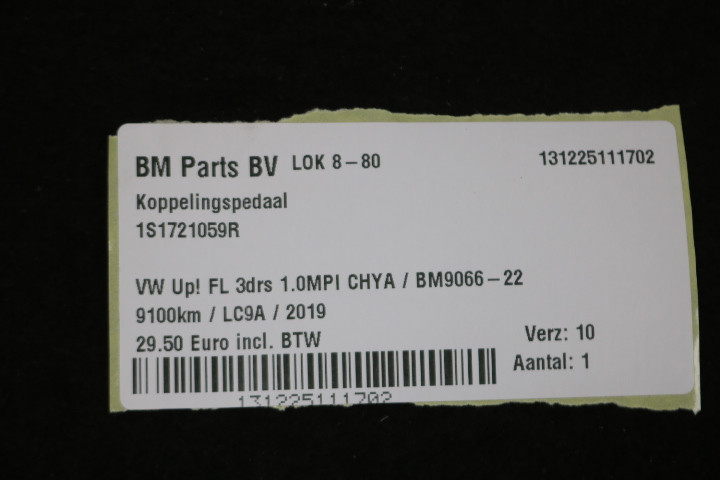 BM Parts BV LOK 8-80 131225111702
Koppelingspedaal
1S1721059R
VW Up! FL 3drs 1.0MPI CHYA / BM9066-22
9100km / LC9A / 2019
29.50 Euro incl. BTW
Verz: 10
Aantal: 1
131225111702